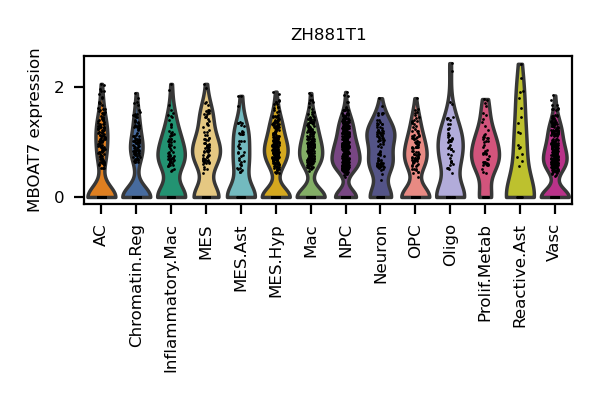 ZH881T1
MBOAT7 expression
2
0
AC
Chromatin.Reg
Inflammatory.Mac
MES
MES.Ast
MES.Hyp
Mac
NPC
Neuron
OPC
Oligo
Prolif.Metab
Reactive.Ast
Vasc